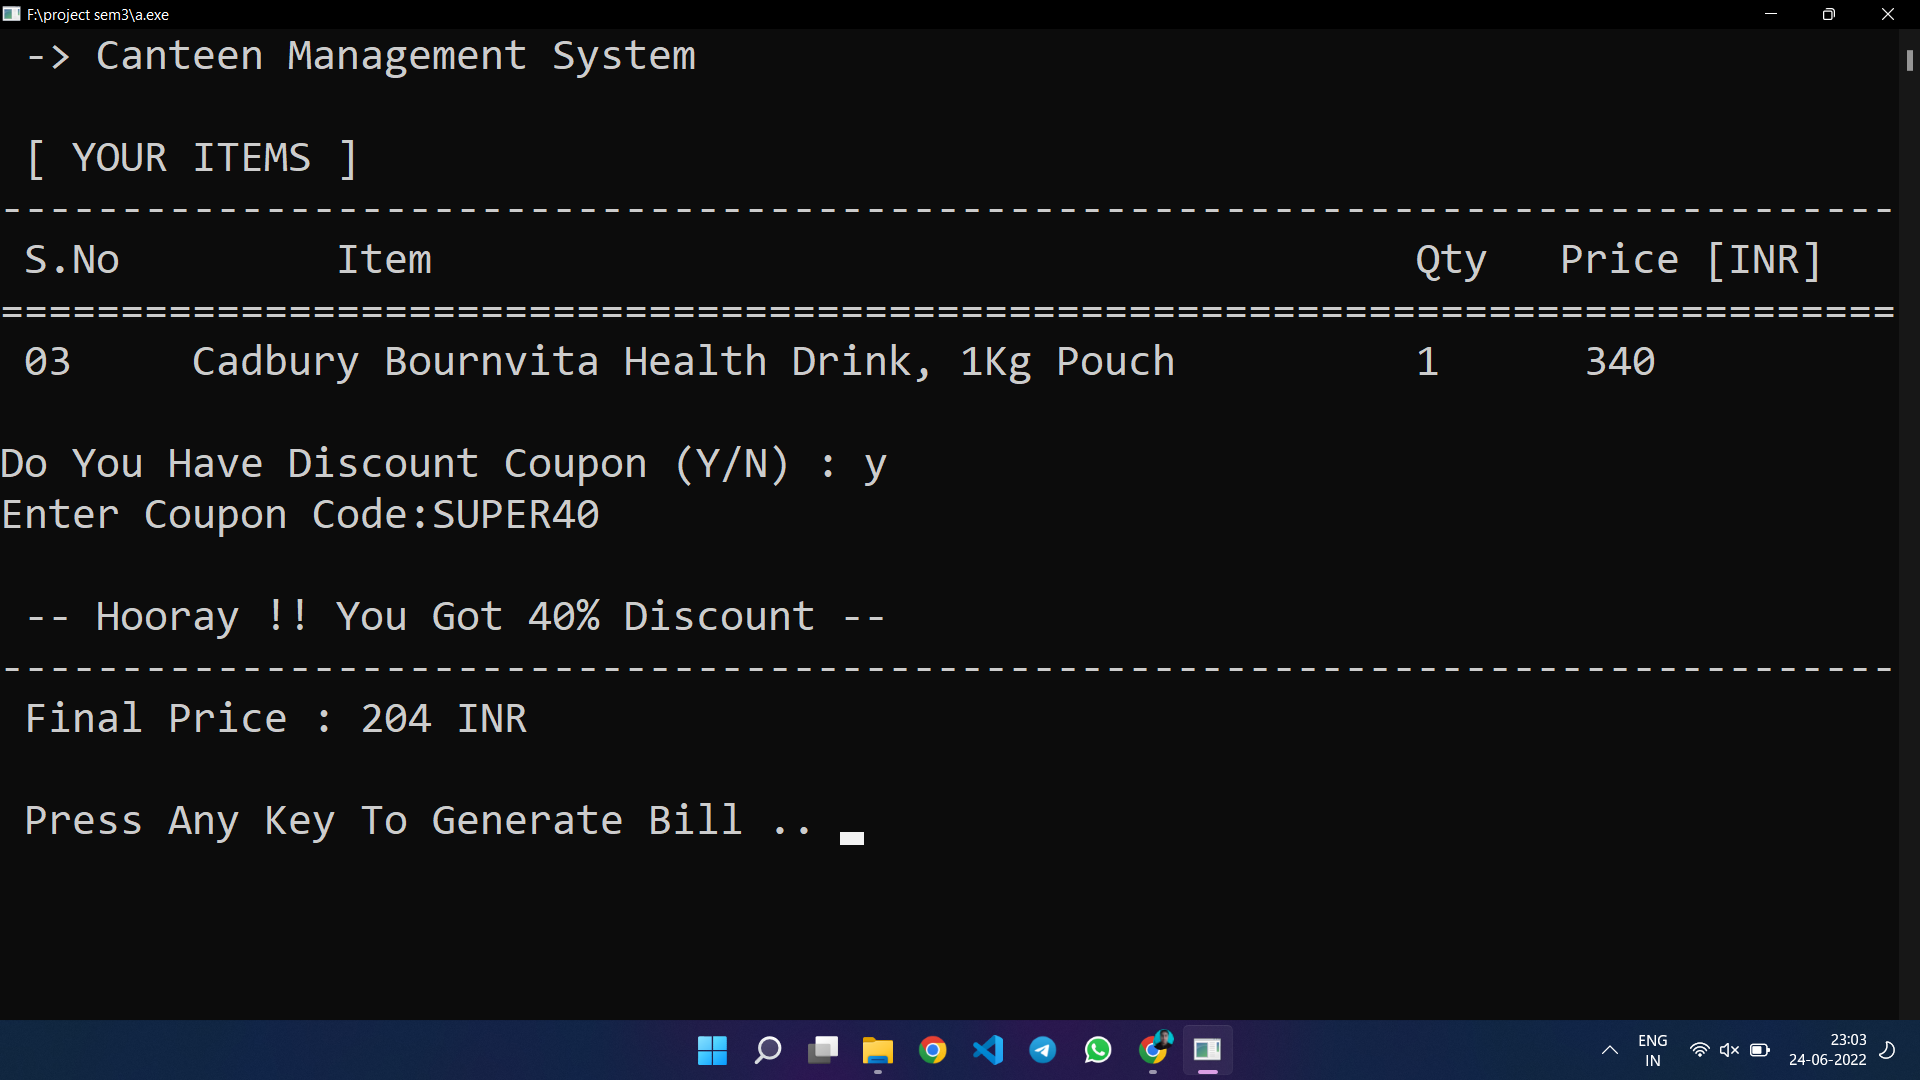 F:\project sem3\a.exe
-> Canteen Management System
[ YOUR ITEMS ]
-------------------------------------------------------------------------------
S.No Item Qty Price [INR]
===============================================================================
03 Cadbury Bournvita Health Drink, 1Kg Pouch 1 340
Do You Have Discount Coupon (Y/N) : y
Enter Coupon Code:SUPER40
-- Hooray !! You Got 40% Discount --
-------------------------------------------------------------------------------
Final Price : 204 INR
Press Any Key To Generate Bill ..
ENG
IN
23:03
24-06-2022